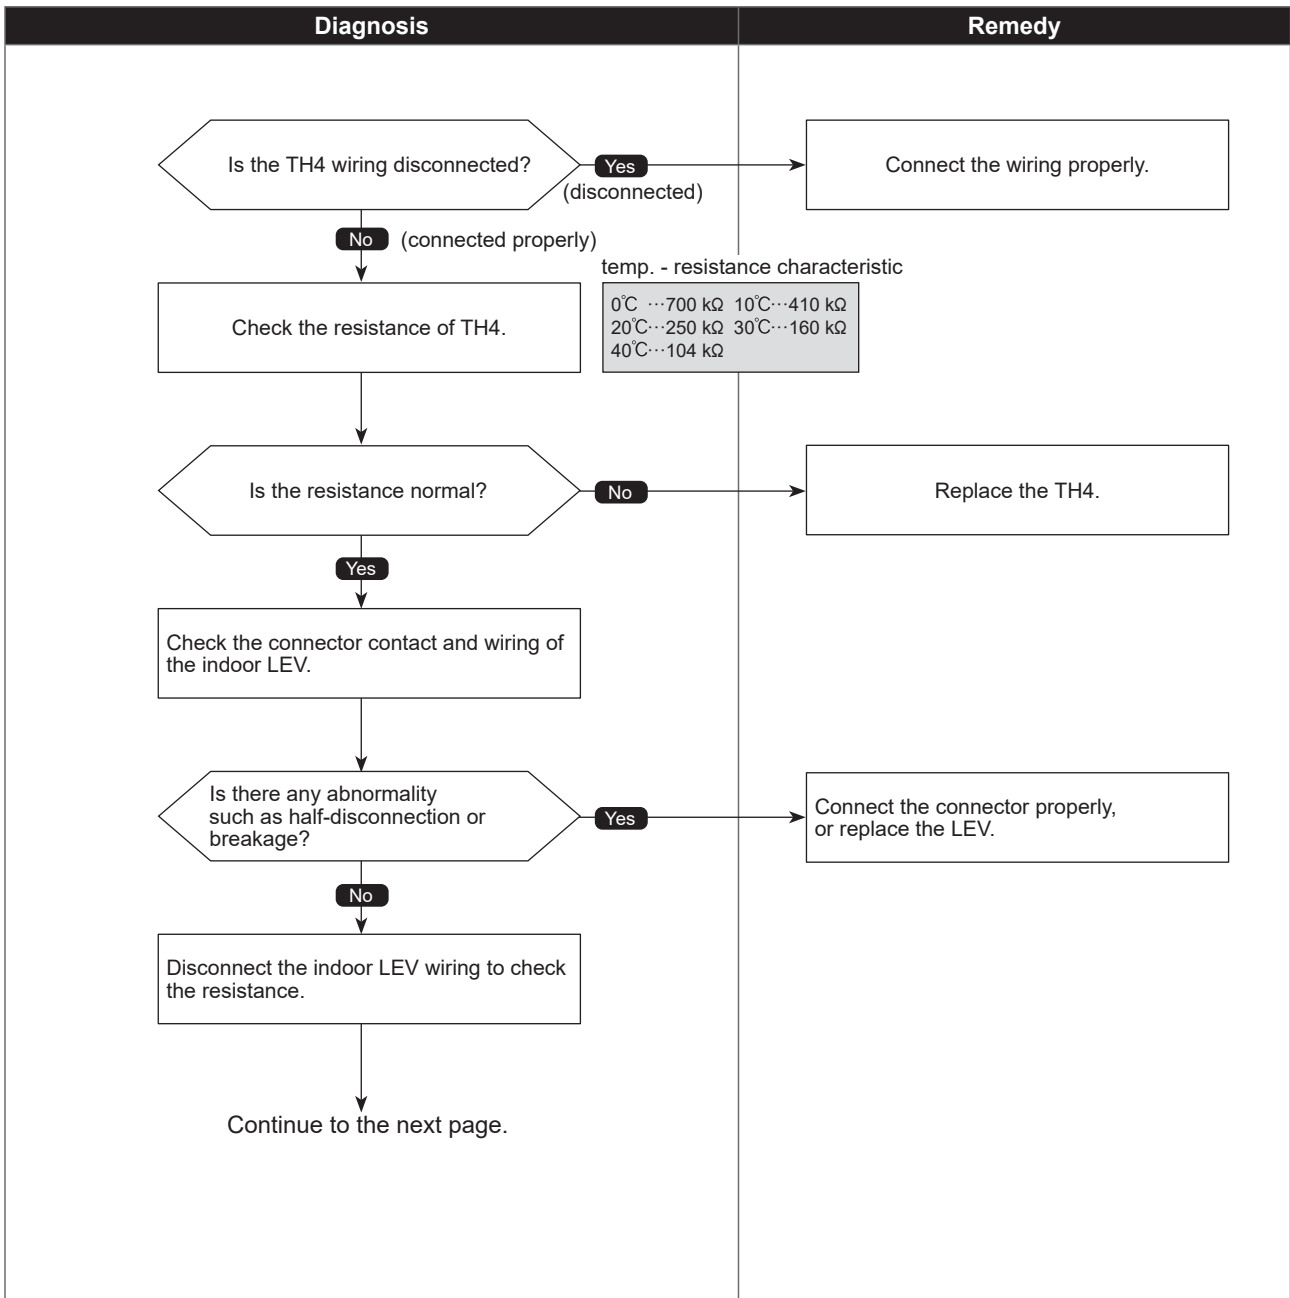 Diagnosis
Remedy
Is the TH4 wiring disconnected?
Yes
(disconnected)
Connect the wiring properly.
No
(connected properly)
temp. - resistance characteristic
0℃ ⋯700 kΩ 10℃⋯410 kΩ
20℃⋯250 kΩ 30℃⋯160 kΩ
40℃⋯104 kΩ
Check the resistance of TH4.
Is the resistance normal?
No
Replace the TH4.
Yes
Check the connector contact and wiring of
the indoor LEV.
Is there any abnormality
such as half-disconnection or
breakage?
Yes
Connect the connector properly,
or replace the LEV.
No
Disconnect the indoor LEV wiring to check
the resistance.
Continue to the next page.